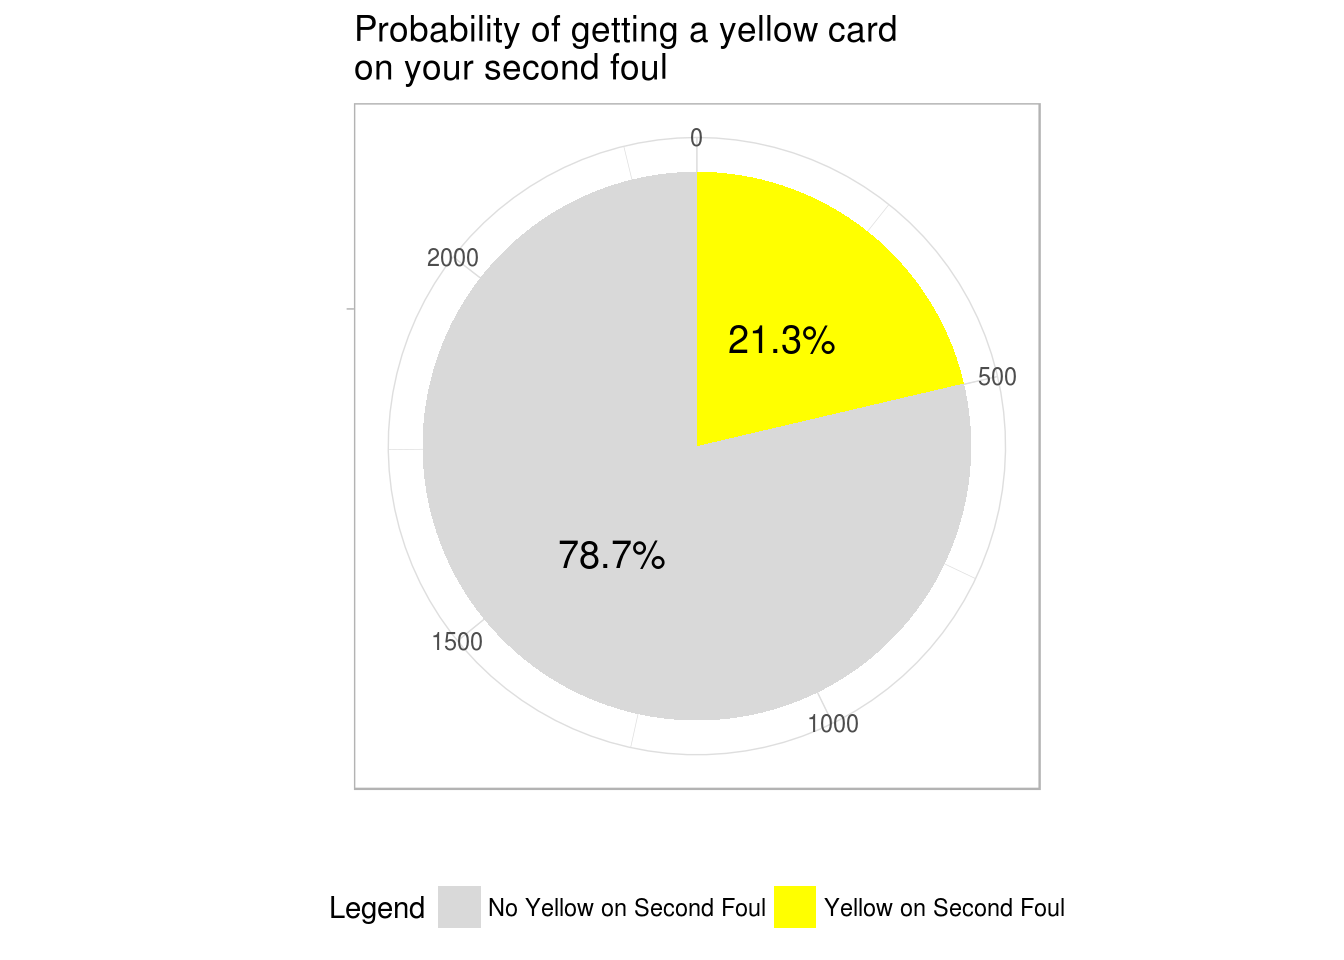 Probability of getting a yellow card
on your second foul
0
2000
21.3%
500
78.7%
1500
1000
Legend
No Yellow on Second Foul
Yellow on Second Foul